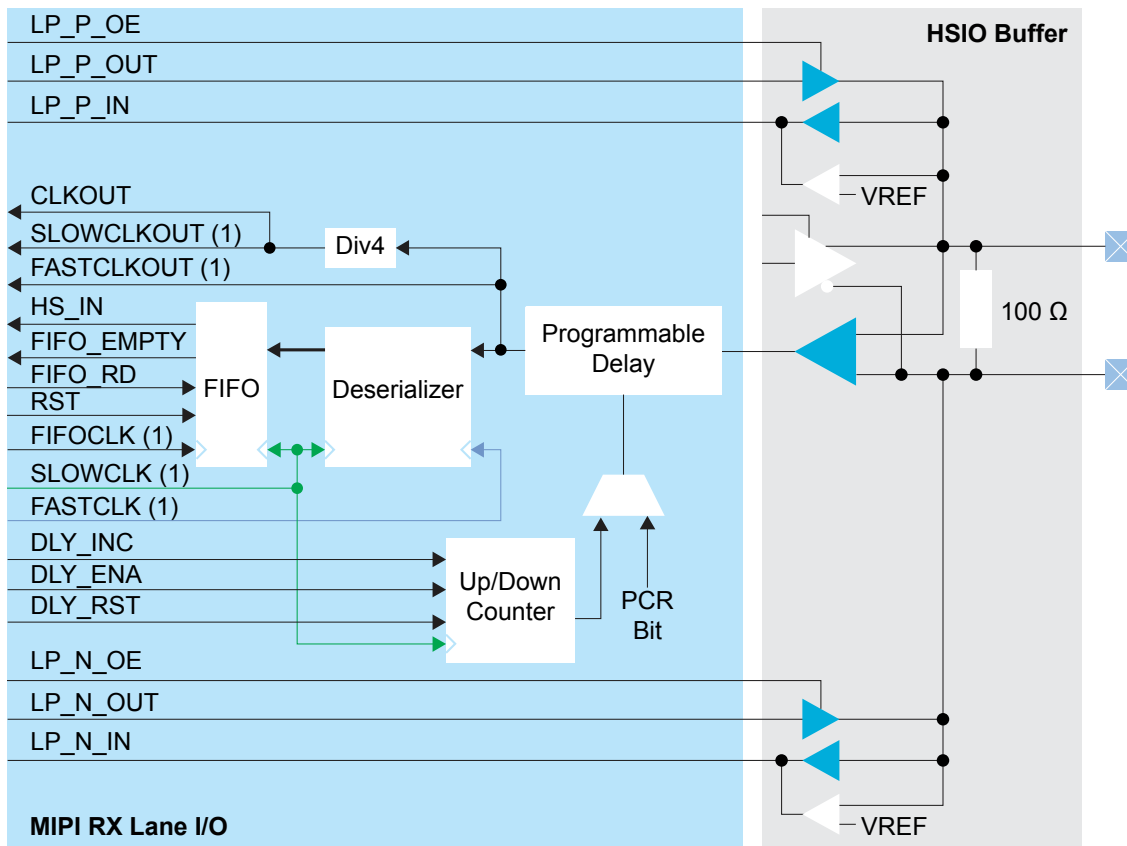 LP_P_OE
HSIO Buffer
LP_P_OUT
LP_P_IN
VREF
CLKOUT
SLOWCLKOUT (1)
Div4
FASTCLKOUT (1)
HS_IN
FIFO_EMPTY
FIFO_RD
RST
FIFOCLK (1)
SLOWCLK (1)
FASTCLK (1)
FIFO
Deserializer
Programmable
Delay
100 Ω
DLY_INC
DLY_ENA
DLY_RST
Up/Down
Counter
PCR
Bit
LP_N_OE
LP_N_OUT
LP_N_IN
VREF
MIPI RX Lane I/O